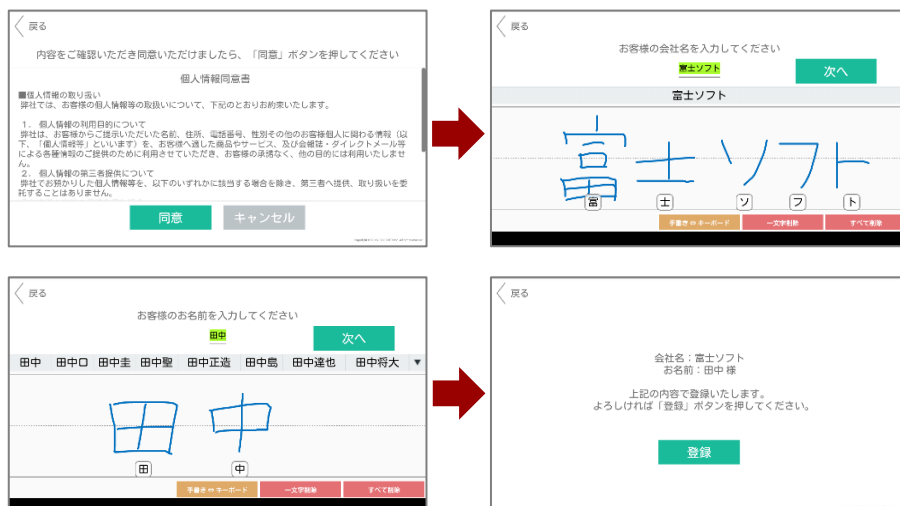 戻る
内容をご確認いただき同意いただけましたら、「同意」ボタンを押してください
個人情報同意書
■個人情報の取り扱い
弊社では、お客様の個人情報等の取扱いについて、下記のとおりお約束いたします。
１．個人情報の利用目的について
弊社は、お客様からご提示いただいた名前、住所、電話番号、性別その他のお客様個人に関わる情報（以
下、「個人情報等」といいます）を、お客様へ適した商品やサービス、及び会報誌・ダイレクトメール等
による各種情報のご提供のために利用させていただき、お客様の承諾なく、他の目的には利用いたしませ
ん。
２．個人情報の第三者提供について
弊社でお預かりした個人情報等を、以下のいずれかに該当する場合を除き、第三者へ提供、取り扱いを委
託することはありません。
同意
キャンセル
戻る
お客様の会社名を入力してください
富士ソフト
次へ
富士ソフト
富士ソフト
富 士 ソ フ ト
手書き⇔キーボード
一文字削除
すべて削除
戻る
お客様のお名前を入力してください
田中
次へ
田中 田中口 田中圭 田中聖 田中正造 田中島 田中達也 田中将大 ▼
田中
田 中
手書き⇔キーボード
一文字削除
すべて削除
戻る
会社名：富士ソフト
お名前：田中 様
上記の内容で登録いたします。
よろしければ「登録」ボタンを押してください。
登録